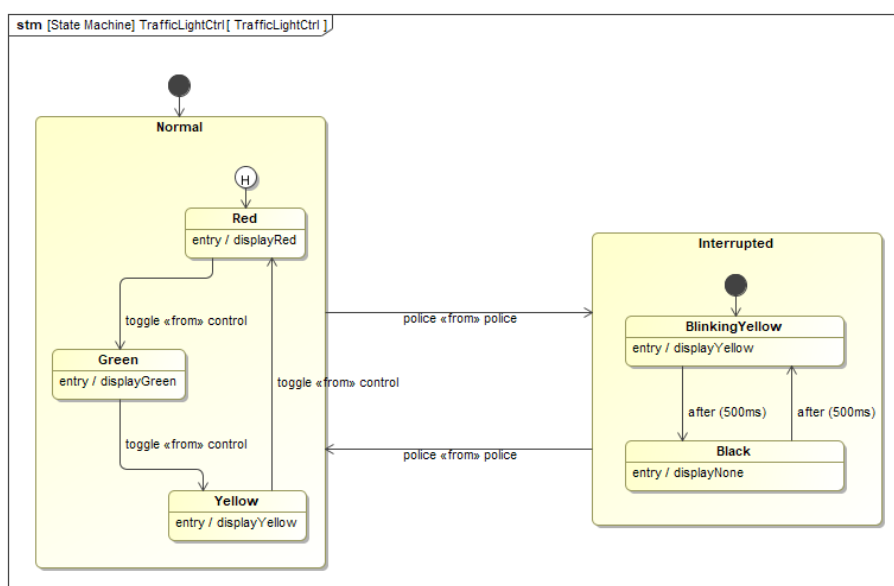 stm [State Machine] TrafficLightCtrl[ TrafficLightCtrl ]
Normal
H
Red
entry / displayRed
toggle «from» control
Green
entry / displayGreen
toggle «from» control
toggle «from» control
Yellow
entry / displayYellow
police «from» police
police «from» police
Interrupted
BlinkingYellow
entry / displayYellow
after (500ms)
after (500ms)
Black
entry / displayNone